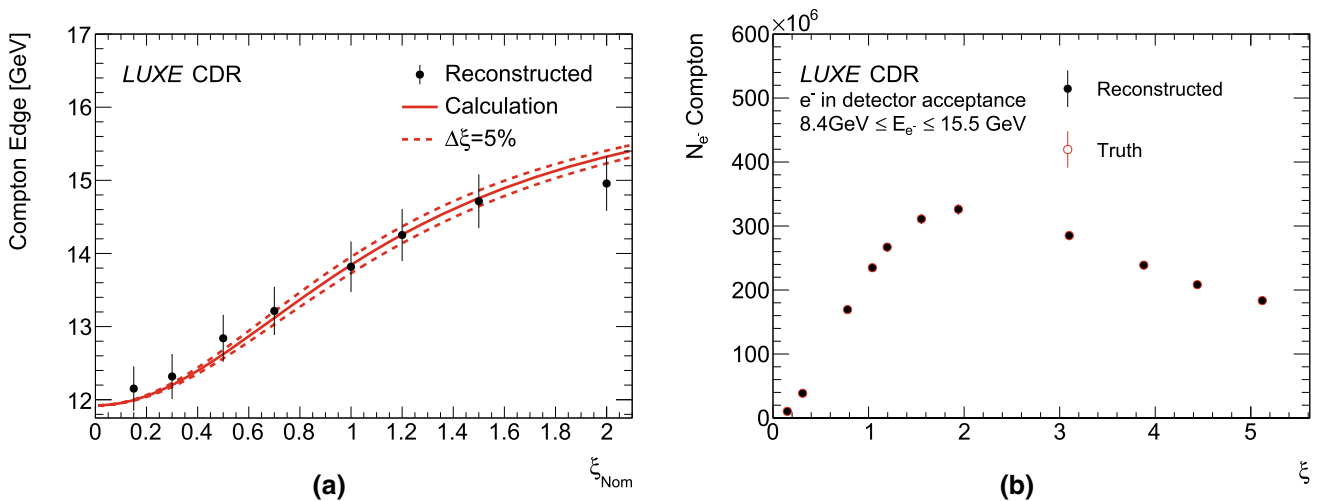 Compton Edge [GeV]
17
16
15
14
13
12
LUXE CDR
Reconstructed
Calculation
Δξ=5%
0 0.2 0.4 0.6 0.8 1 1.2 1.4 1.6 1.8 2
ξNom
(a)
×10⁶
N e⁻ Compton
600
500
400
300
200
100
0
LUXE CDR
e⁻ in detector acceptance
8.4GeV ≤ E e⁻ ≤ 15.5 GeV
Reconstructed
Truth
0 1 2 3 4 5
ξ
(b)